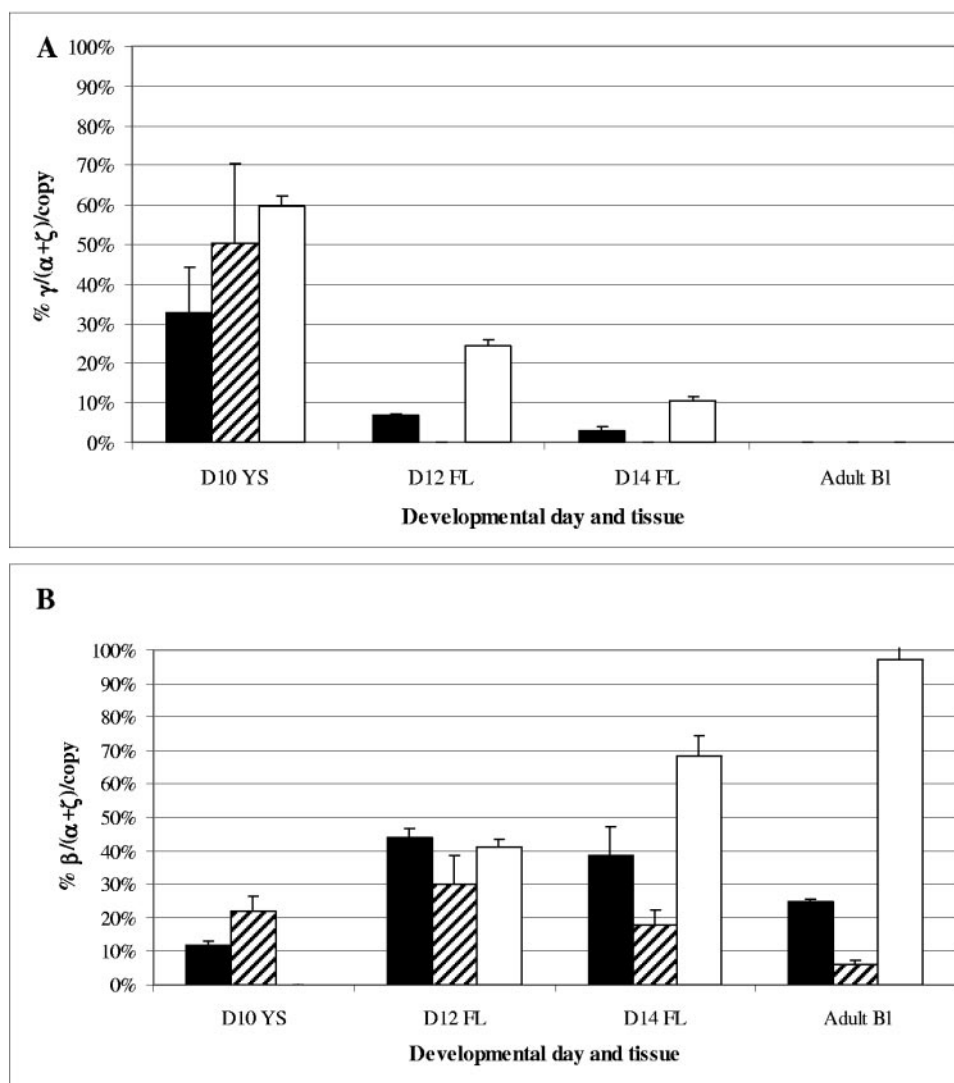 A
100%
90%
80%
70%
60%
50%
40%
30%
20%
10%
0%
% γ/(α+ζ)/copy
D10 YS D12 FL D14 FL Adult Bl
Developmental day and tissue
B
100%
90%
80%
70%
60%
50%
40%
30%
20%
10%
0%
% β/(α+ζ)/copy
D10 YS D12 FL D14 FL Adult Bl
Developmental day and tissue